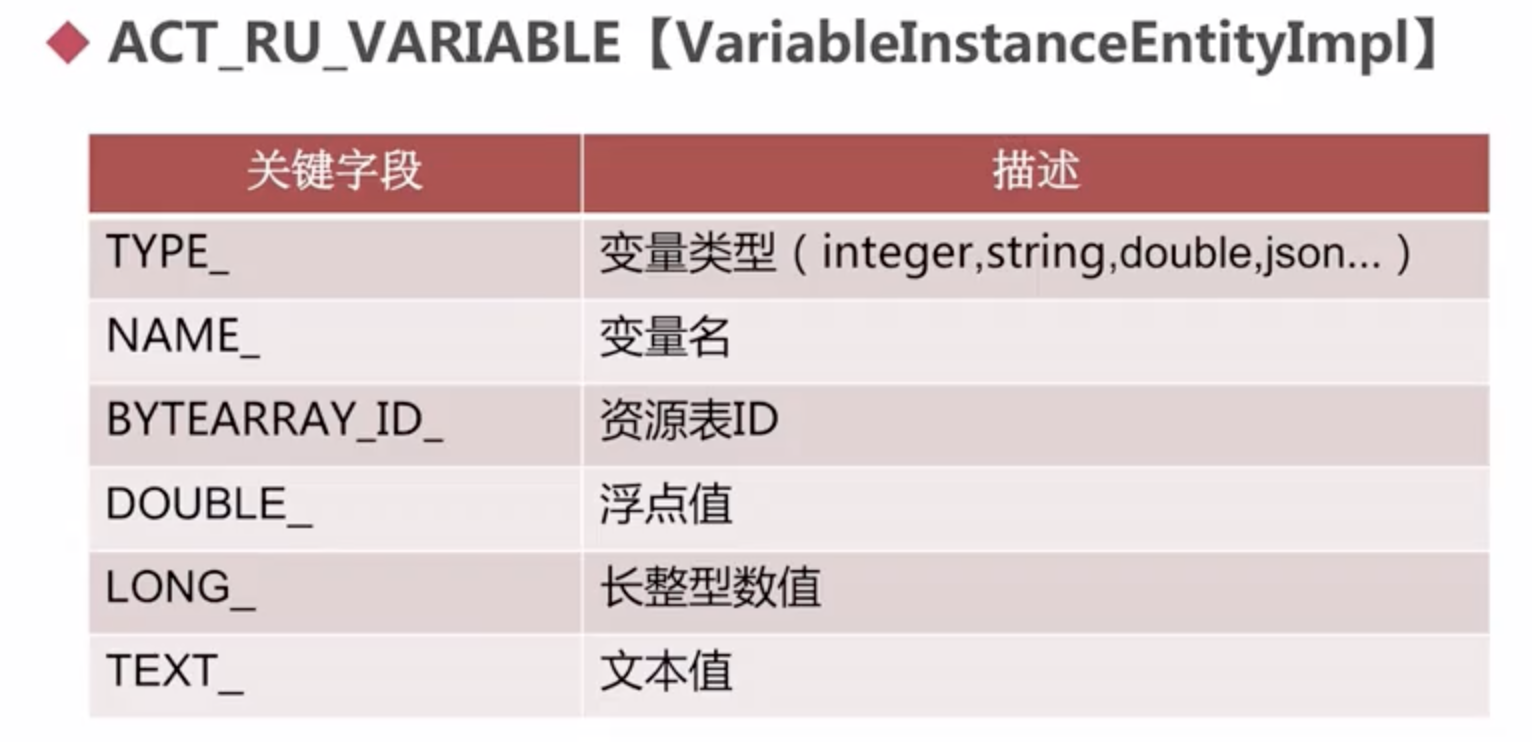 ACT_RU_VARIABLE【VariableInstanceEntityImpl】
关键字段 描述
TYPE_ 变量类型（integer,string,double,json...）
NAME_ 变量名
BYTEARRAY_ID_ 资源表ID
DOUBLE_ 浮点值
LONG_ 长整型数值
TEXT_ 文本值